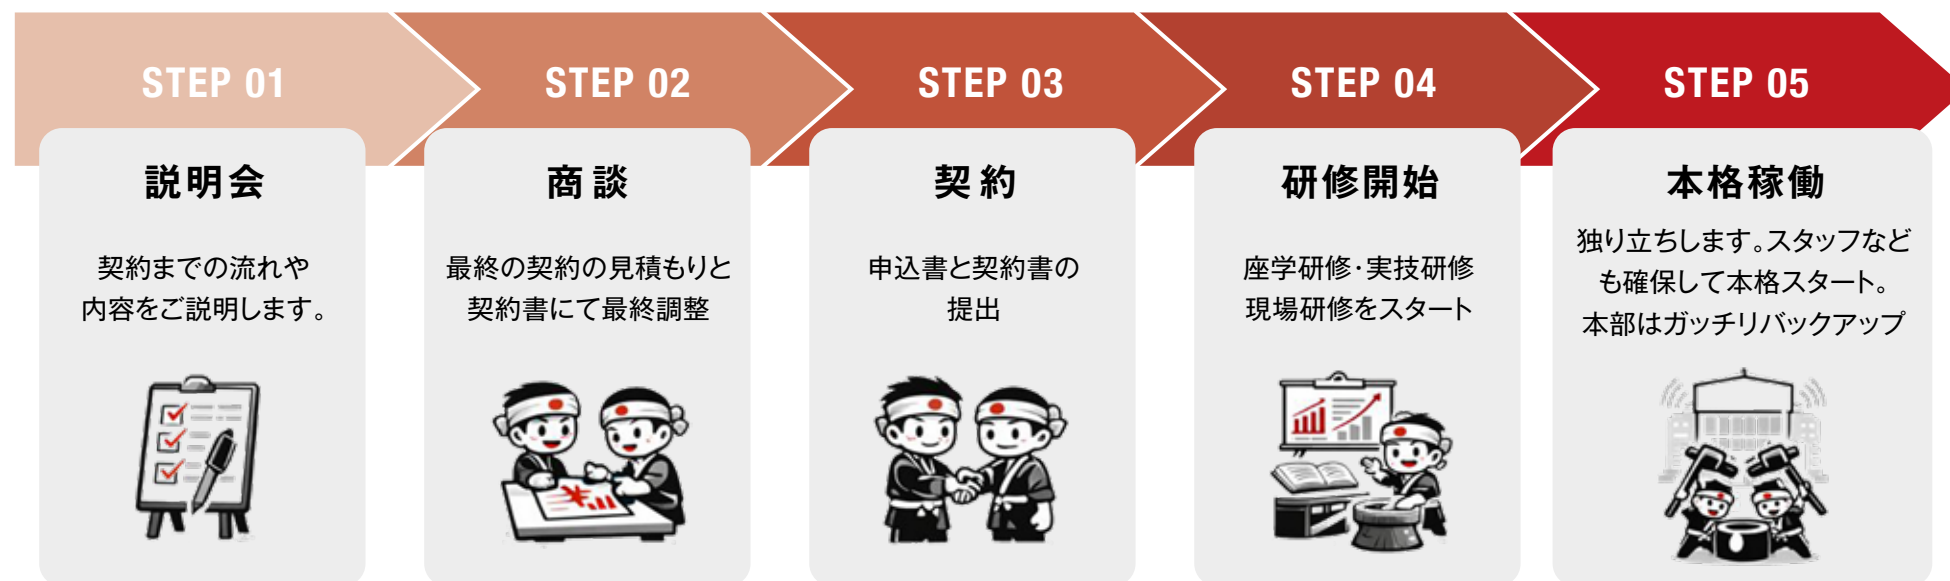 STEP 01
説明会
契約までの流れや
内容をご説明します。
STEP 02
商談
最終の契約の見積もりと
契約書にて最終調整
STEP 03
契約
申込書と契約書の
提出
STEP 04
研修開始
座学研修・実技研修
現場研修をスタート
STEP 05
本格稼働
独り立ちします。スタッフなど
も確保して本格スタート。
本部はガッチリバックアップ